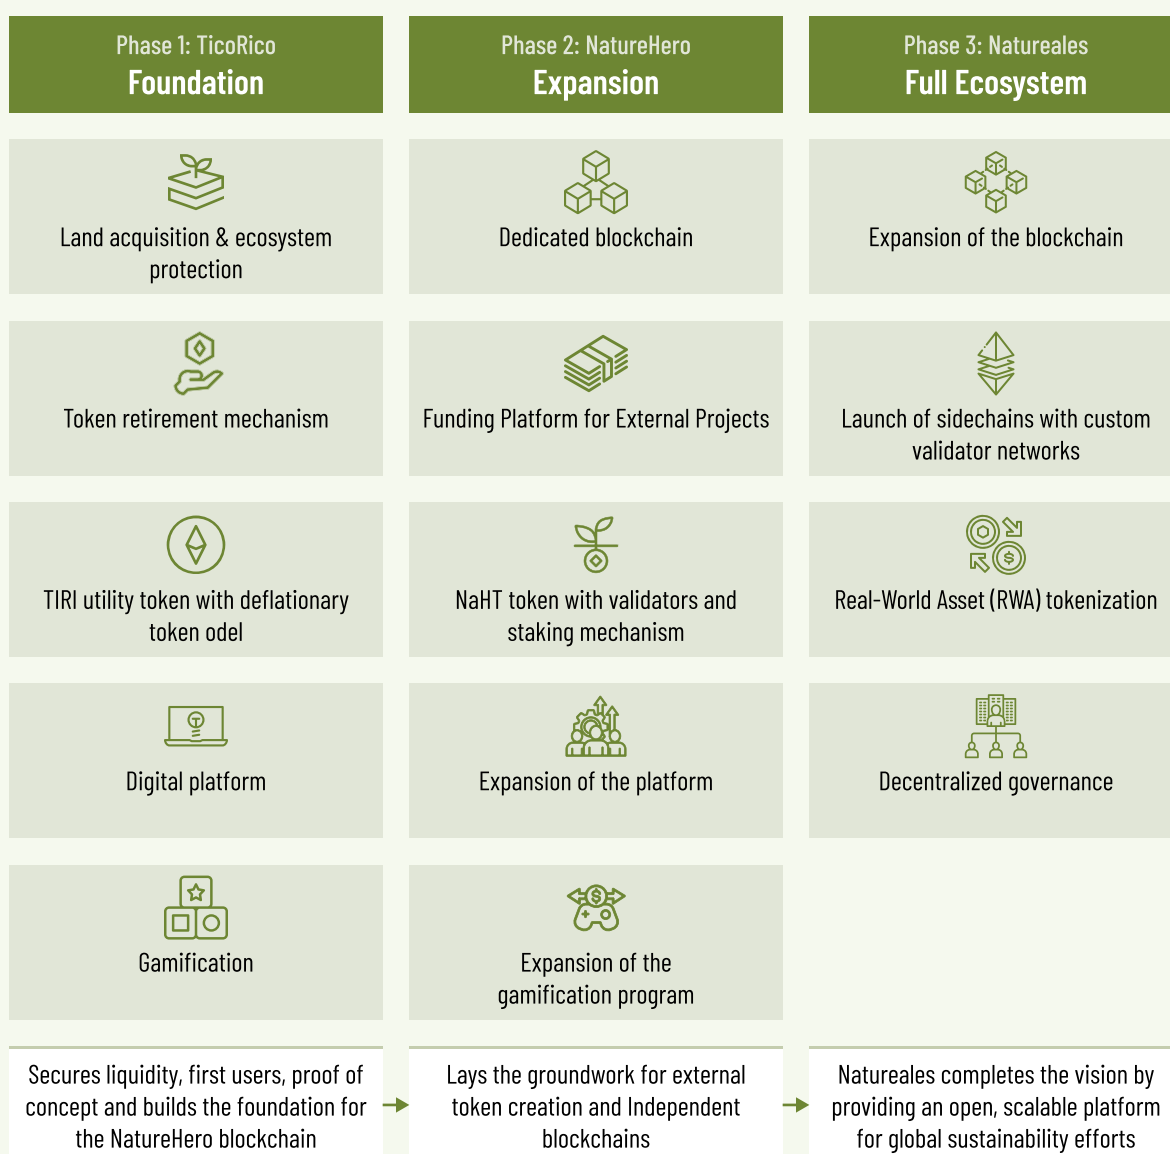 Phase 1: TicoRico
Foundation
Land acquisition & ecosystem
protection
Token retirement mechanism
TIRI utility token with deflationary
token odel
Digital platform
Gamification
Secures liquidity, first users, proof of
concept and builds the foundation for
the NatureHero blockchain
Phase 2: NatureHero
Expansion
Dedicated blockchain
Funding Platform for External Projects
NaHT token with validators and
staking mechanism
Expansion of the platform
Expansion of the
gamification program
Lays the groundwork for external
token creation and Independent
blockchains
Phase 3: Natureales
Full Ecosystem
Expansion of the blockchain
Launch of sidechains with custom
validator networks
Real-World Asset (RWA) tokenization
Decentralized governance
Natureales completes the vision by
providing an open, scalable platform
for global sustainability efforts